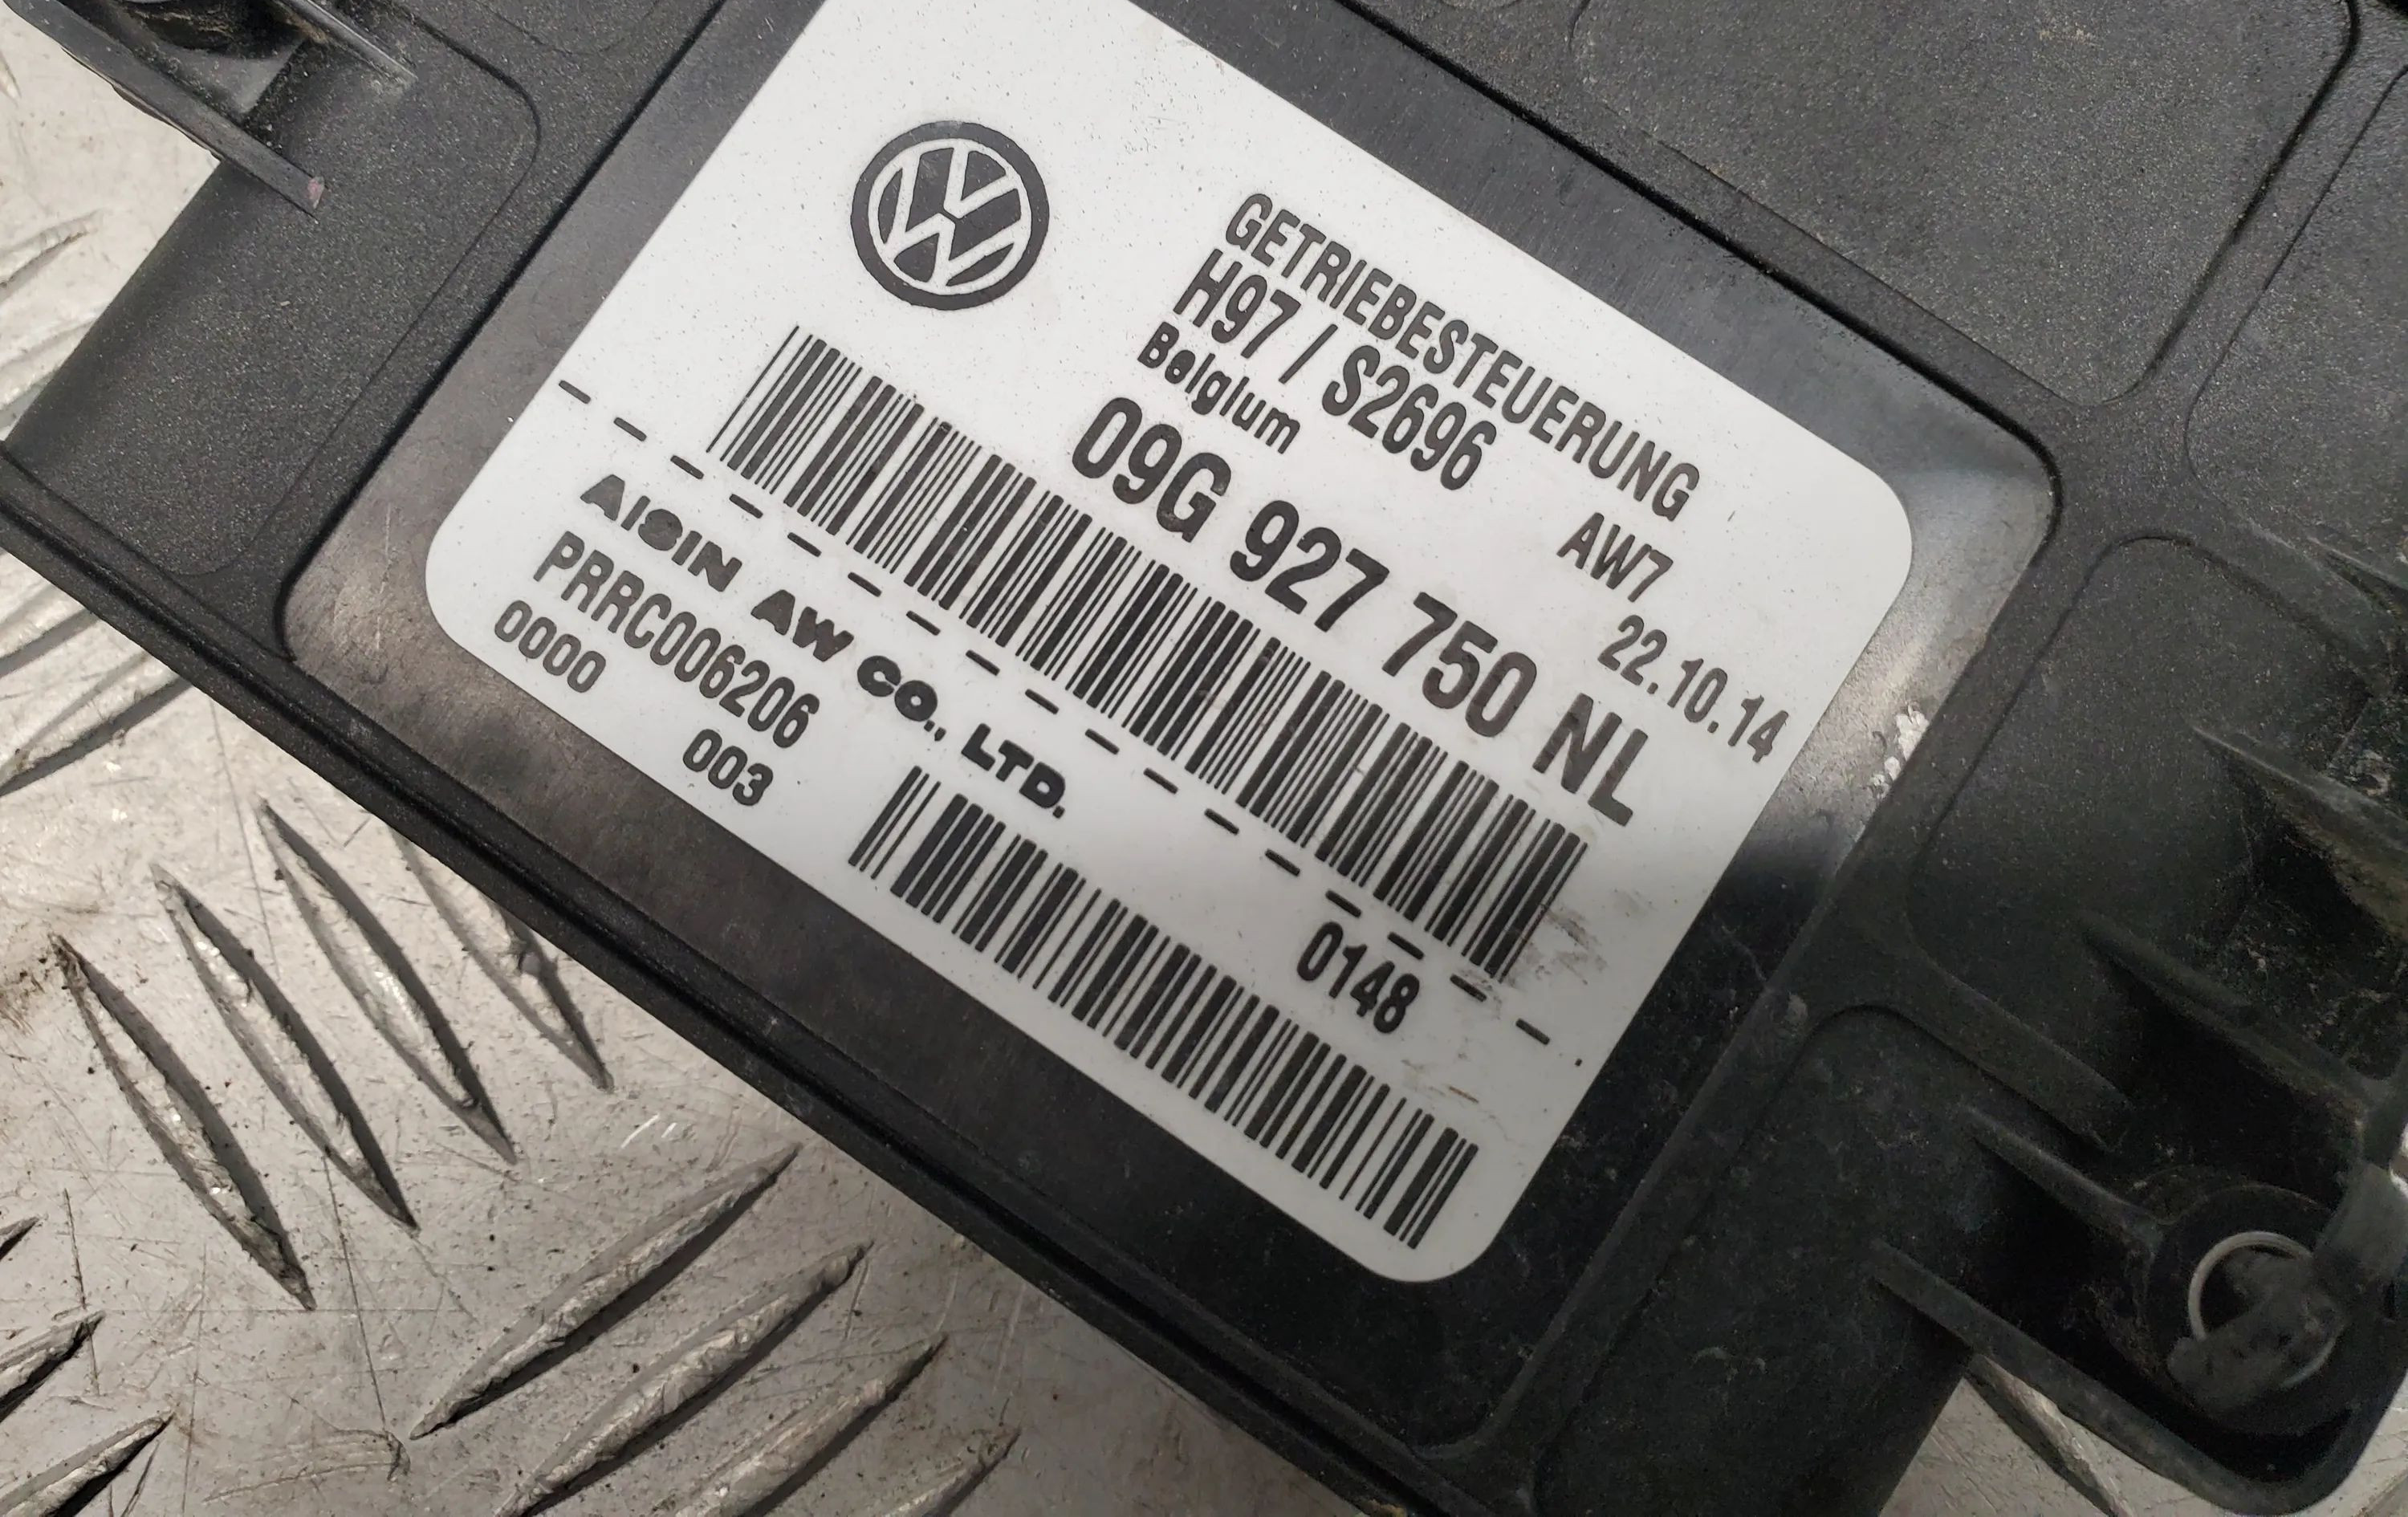 GETRIEBESTEUERUNG
H97 / S2696 AW7
Belgium 22.10.14
09G 927 750 NL
AISIN AW CO., LTD. 0148
PRRC006206
0000 003